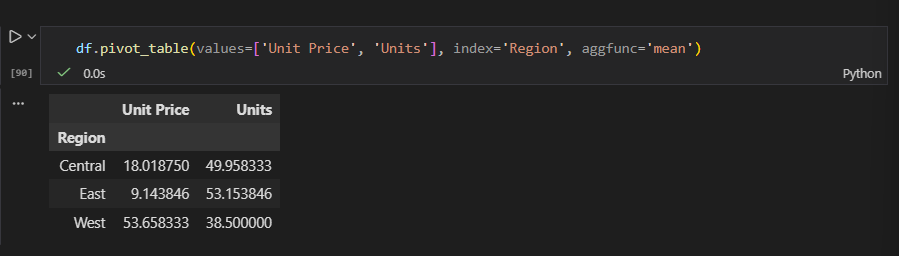 df.pivot_table(values=['Unit Price', 'Units'], index='Region', aggfunc='mean')
[90] 0.0s Python
Unit Price Units
Region
Central 18.018750 49.958333
East 9.143846 53.153846
West 53.658333 38.500000